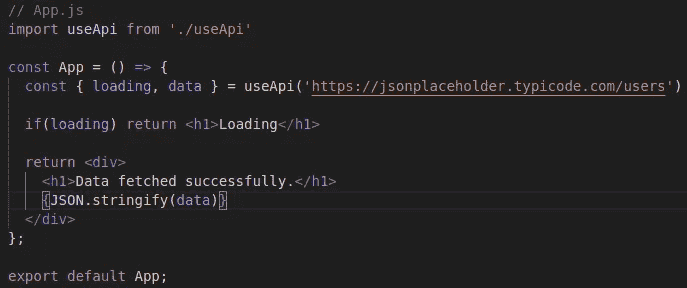 // App.js
import useApi from './useApi'
const App = () => {
const { loading, data } = useApi('https://jsonplaceholder.typicode.com/users')
if(loading) return <h1>Loading</h1>
return <div>
<h1>Data fetched successfully.</h1>
{JSON.stringify(data)}
</div>
};
export default App;